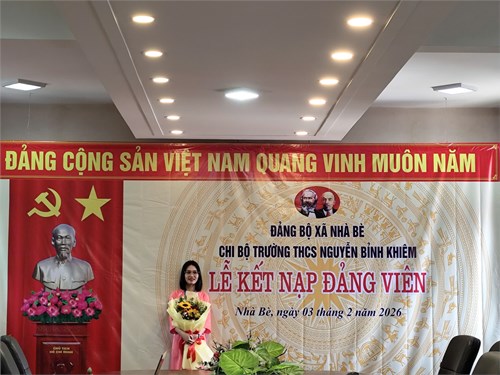 ĐẢNG CỘNG SẢN VIỆT NAM QUANG VINH MUÔN NĂM
ĐẢNG BỘ XÃ NHÀ BÈ
CHI BỘ TRƯỜNG THCS NGUYỄN BỈNH KHIÊM
LỄ KẾT NẠP ĐẢNG VIÊN
Nhà Bè, ngày 03 tháng 2 năm 2026